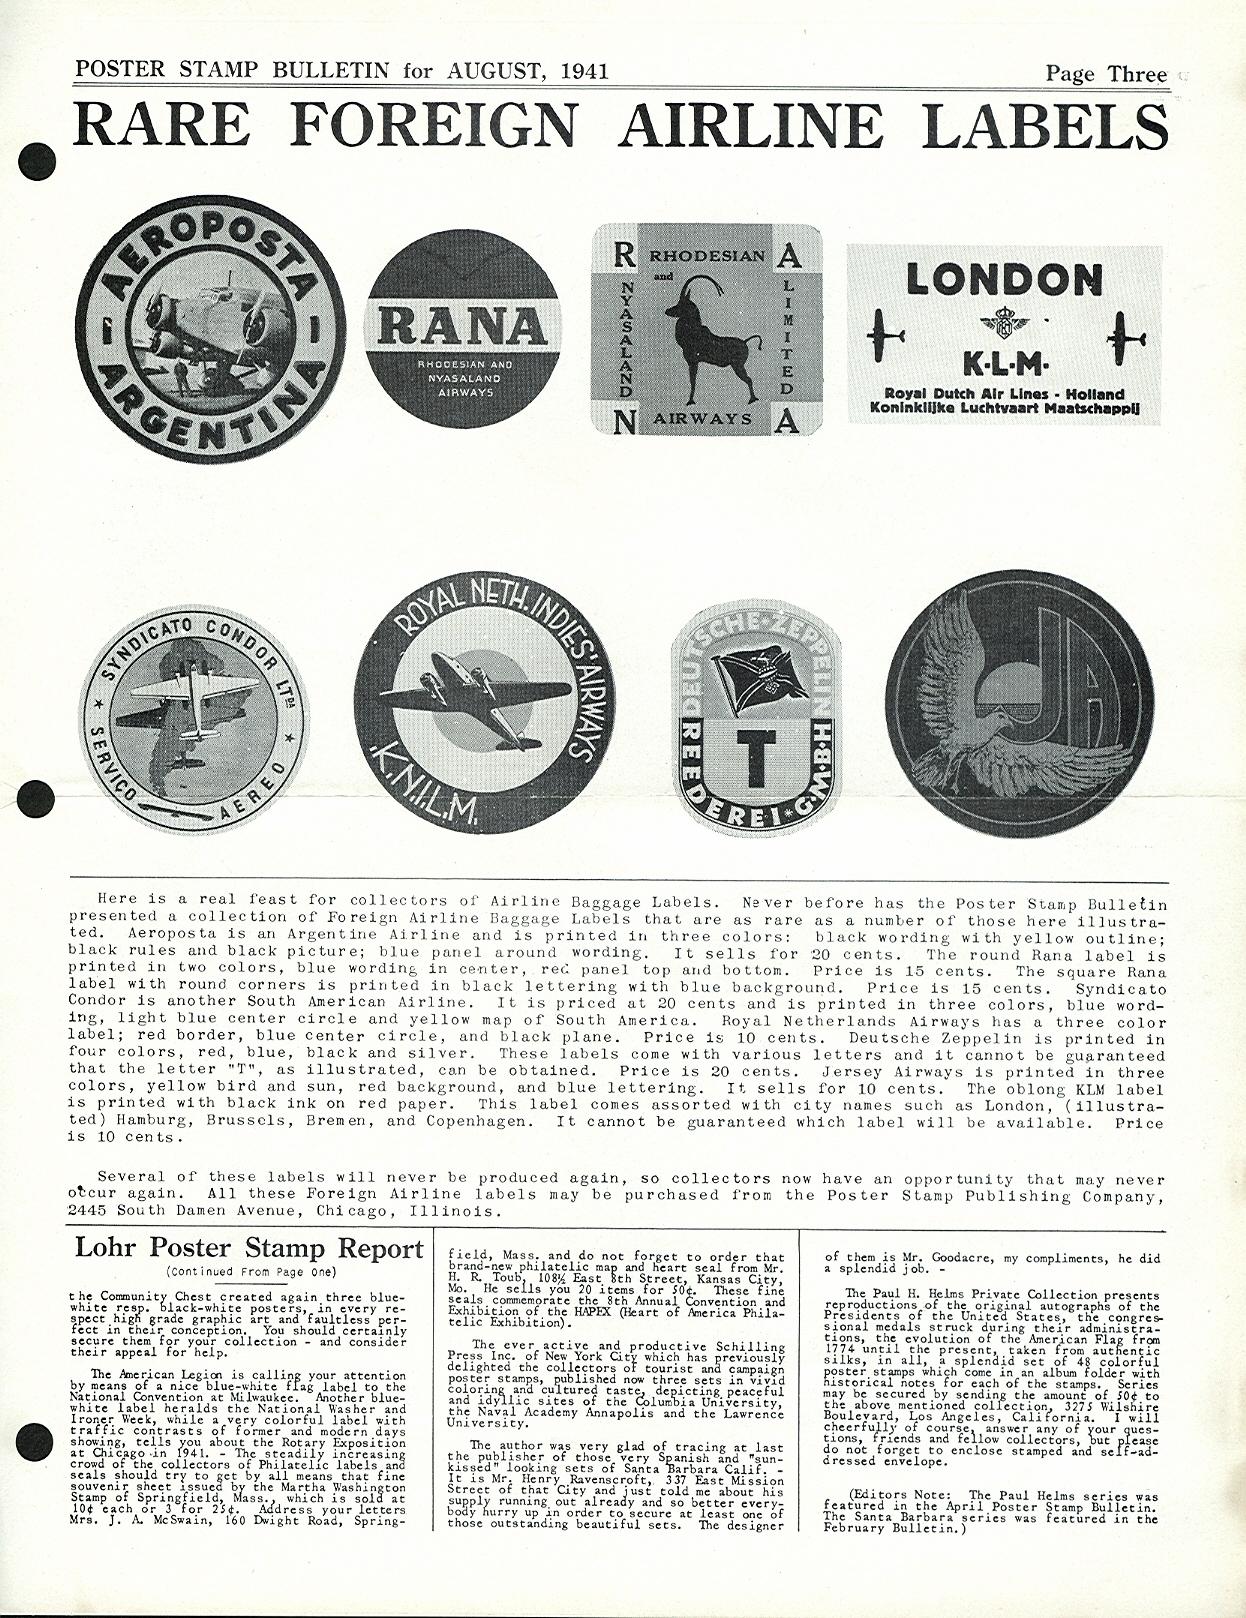 POSTER STAMP BULLETIN for AUGUST, 1941 Page Three
RARE FOREIGN AIRLINE LABELS
AEROPOSTA
ARGENTINA
RANA
RHODESIAN AND
NYASALAND
AIRWAYS
R RHODESIAN A
and
NYASALAND
LIMITED
N AIRWAYS A
LONDON
K·L·M·
Royal Dutch Air Lines - Holland
Koninklijke Luchtvaart Maatschappij
SYNDICATO CONDOR LTDA
SERVIÇO AEREO
ROYAL NETH. INDIES' AIRWAYS
K.N.I.L.M.
DEUTSCHE·ZEPPELIN
T
REEDEREI*G·M·B·H
JA
Here is a real feast for collectors of Airline Baggage Labels. Never before has the Poster Stamp Bulletin
presented a collection of Foreign Airline Baggage Labels that are as rare as a number of those here illustra-
ted. Aeroposta is an Argentine Airline and is printed in three colors: black wording with yellow outline;
black rules and black picture; blue panel around wording. It sells for 20 cents. The round Rana label is
printed in two colors, blue wording in center, red panel top and bottom. Price is 15 cents. The square Rana
label with round corners is printed in black lettering with blue background. Price is 15 cents. Syndicato
Condor is another South American Airline. It is priced at 20 cents and is printed in three colors, blue word-
ing, light blue center circle and yellow map of South America. Royal Netherlands Airways has a three color
label; red border, blue center circle, and black plane. Price is 10 cents. Deutsche Zeppelin is printed in
four colors, red, blue, black and silver. These labels come with various letters and it cannot be guaranteed
that the letter "T", as illustrated, can be obtained. Price is 20 cents. Jersey Airways is printed in three
colors, yellow bird and sun, red background, and blue lettering. It sells for 10 cents. The oblong KLM label
is printed with black ink on red paper. This label comes assorted with city names such as London, (illustra-
ted) Hamburg, Brussels, Bremen, and Copenhagen. It cannot be guaranteed which label will be available. Price
is 10 cents.
Several of these labels will never be produced again, so collectors now have an opportunity that may never
occur again. All these Foreign Airline labels may be purchased from the Poster Stamp Publishing Company,
2445 South Damen Avenue, Chicago, Illinois.
Lohr Poster Stamp Report
(Continued From Page One)
the Community Chest created again three blue-
white resp. black-white posters, in every re-
spect high grade graphic art and faultless per-
fect in their conception. You should certainly
secure them for your collection - and consider
their appeal for help.
The American Legion is calling your attention
by means of a nice blue-white flag label to the
National Convention at Milwaukee. Another blue-
white label heralds the National Washer and
Ironer Week, while a very colorful label with
traffic contrasts of former and modern days
showing, tells you about the Rotary Exposition
at Chicago in 1941. - The steadily increasing
crowd of the collectors of Philatelic labels and
seals should try to get by all means that fine
souvenir sheet issued by the Martha Washington
Stamp of Springfield, Mass., which is sold at
10¢ each or 3 for 25¢. Address your letters
Mrs. J. A. McSwain, 160 Dwight Road, Spring-
field, Mass. and do not forget to order that
brand-new philatelic map and heart seal from Mr.
H. R. Toub, 108½ East 8th Street, Kansas City,
Mo. He sells you 20 items for 50¢. These fine
seals commemorate the 8th Annual Convention and
Exhibition of the HAPEX (Heart of America Phila-
telic Exhibition).
The ever active and productive Schilling
Press Inc. of New York City which has previously
delighted the collectors of tourist and campaign
poster stamps, published now three sets in vivid
coloring and cultured taste, depicting peaceful
and idyllic sites of the Columbia University,
the Naval Academy Annapolis and the Lawrence
University.
The author was very glad of tracing at last
the publisher of those very Spanish and "sun-
kissed" looking sets of Santa Barbara Calif. -
It is Mr. Henry Ravenscroft, 337 East Mission
Street of that City and just told me about his
supply running out already and so better every-
body hurry up in order to secure at least one of
those outstanding beautiful sets. The designer
of them is Mr. Goodacre, my compliments, he did
a splendid job. -
The Paul H. Helms Private Collection presents
reproductions of the original autographs of the
Presidents of the United States, the congres-
sional medals struck during their administra-
tions, the evolution of the American Flag from
1774 until the present, taken from authentic
silks, in all, a splendid set of 48 colorful
poster stamps which come in an album folder with
historical notes for each of the stamps. Series
may be secured by sending the amount of 50¢ to
the above mentioned collection, 3275 Wilshire
Boulevard, Los Angeles, California. I will
cheerfully of course, answer any of your ques-
tions, friends and fellow collectors, but please
do not forget to enclose stamped and self-ad-
dressed envelope.
(Editors Note: The Paul Helms series was
featured in the April Poster Stamp Bulletin.
The Santa Barbara series was featured in the
February Bulletin.)